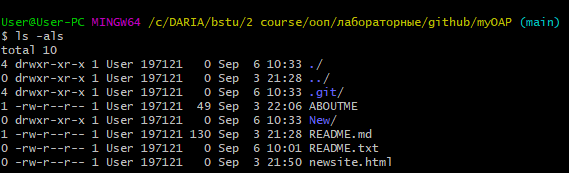 User@User-PC MINGW64 /c/DARIA/bstu/2 course/ооп/лабораторные/github/myOAP (main)
$ ls -als
total 10
4 drwxr-xr-x 1 User 197121   0 Sep  6 10:33 ./
0 drwxr-xr-x 1 User 197121   0 Sep  3 21:28 ../
4 drwxr-xr-x 1 User 197121   0 Sep  6 10:33 .git/
1 -rw-r--r-- 1 User 197121  49 Sep  3 22:06 ABOUTME
0 drwxr-xr-x 1 User 197121   0 Sep  6 10:33 New/
1 -rw-r--r-- 1 User 197121 130 Sep  3 21:28 README.md
0 -rw-r--r-- 1 User 197121   0 Sep  6 10:01 README.txt
0 -rw-r--r-- 1 User 197121   0 Sep  3 21:50 newsite.html